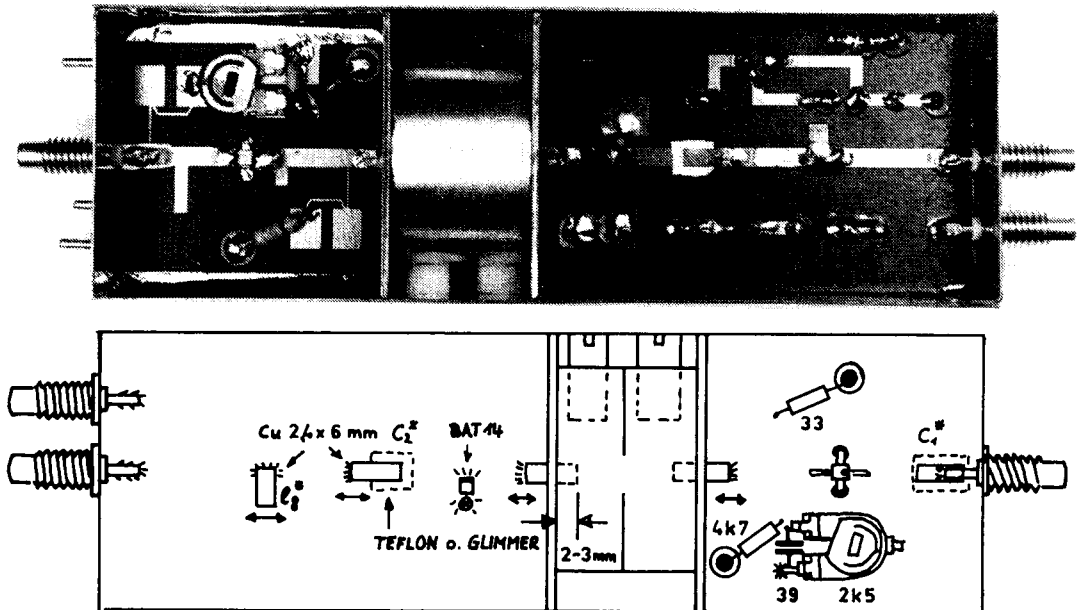 33
Cu 2,4 x 6 mm
C₂*
BAT 14
C₁*
ℓ₈*
TEFLON o. GLIMMER
2-3mm
4k7
39
2k5